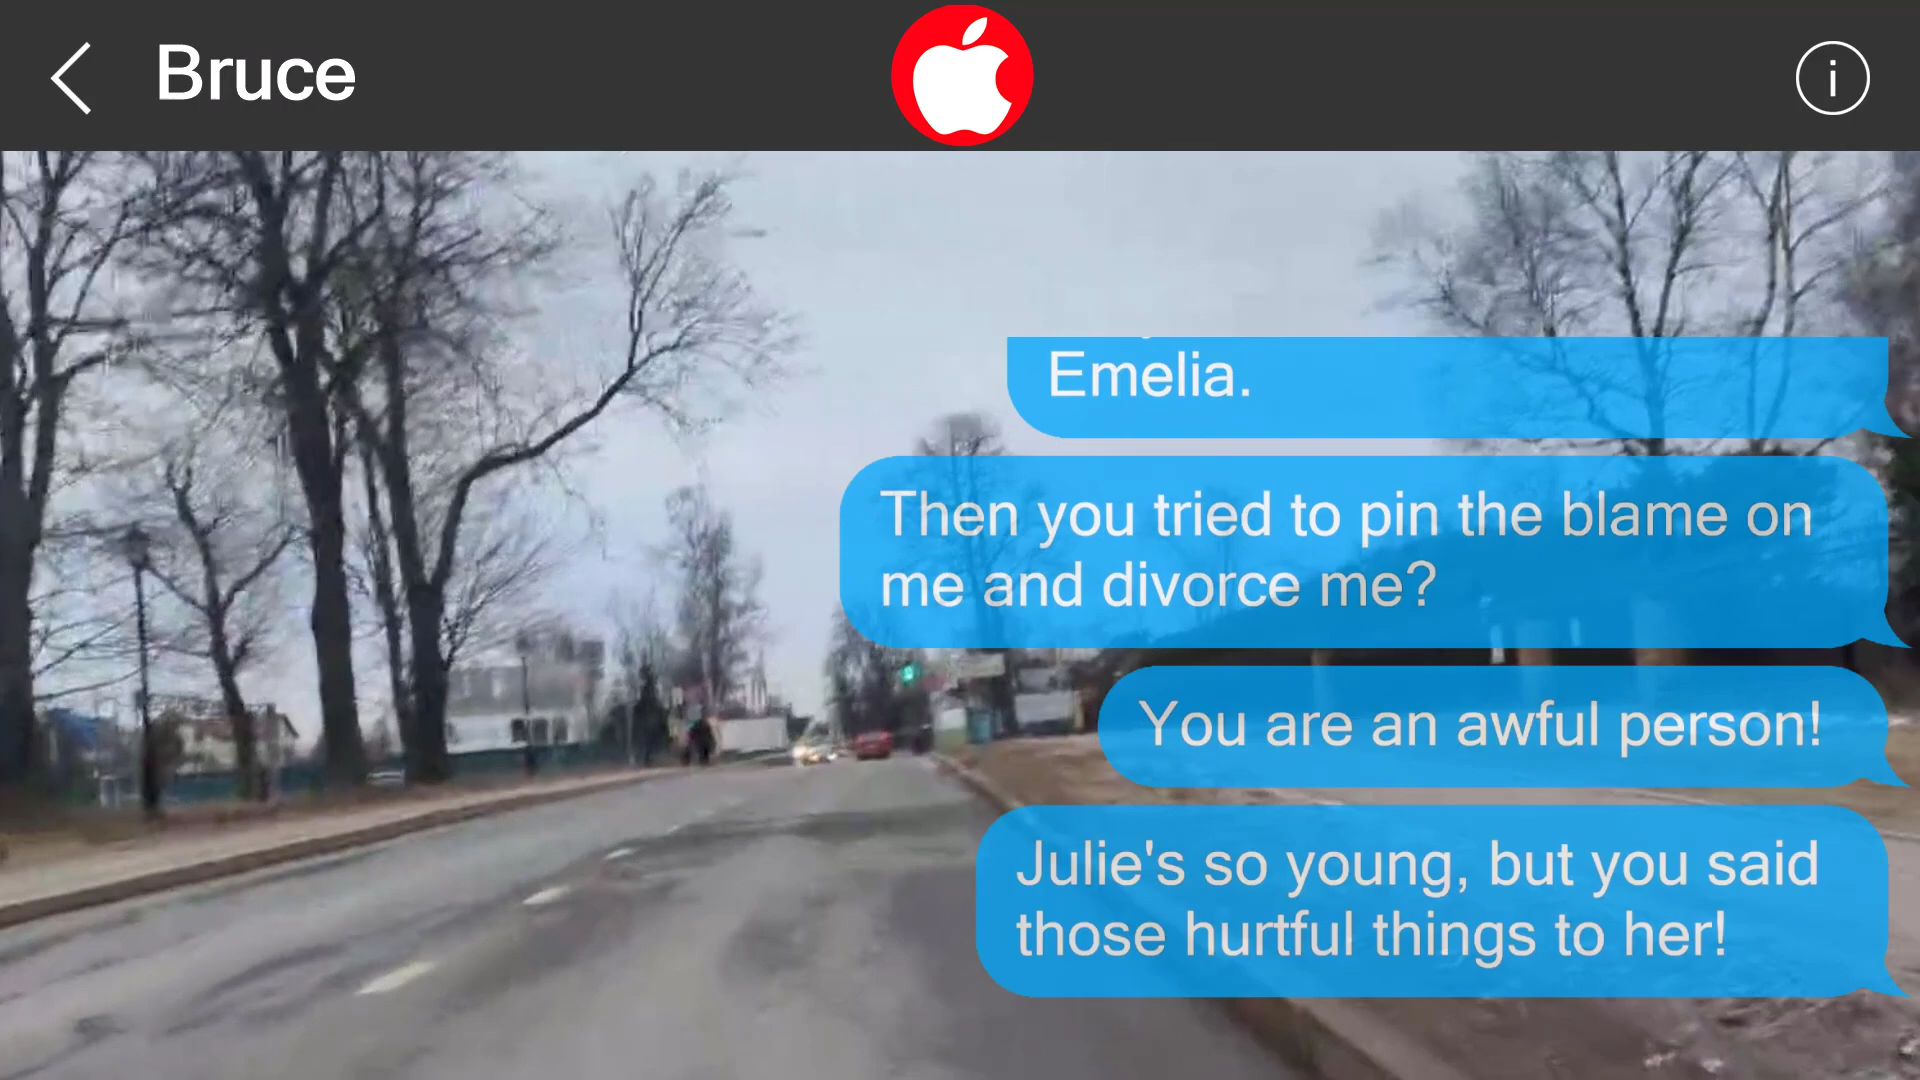 Bruce
Emelia.
Then you tried to pin the blame on
me and divorce me?
You are an awful person!
Julie's so young, but you said
those hurtful things to her!